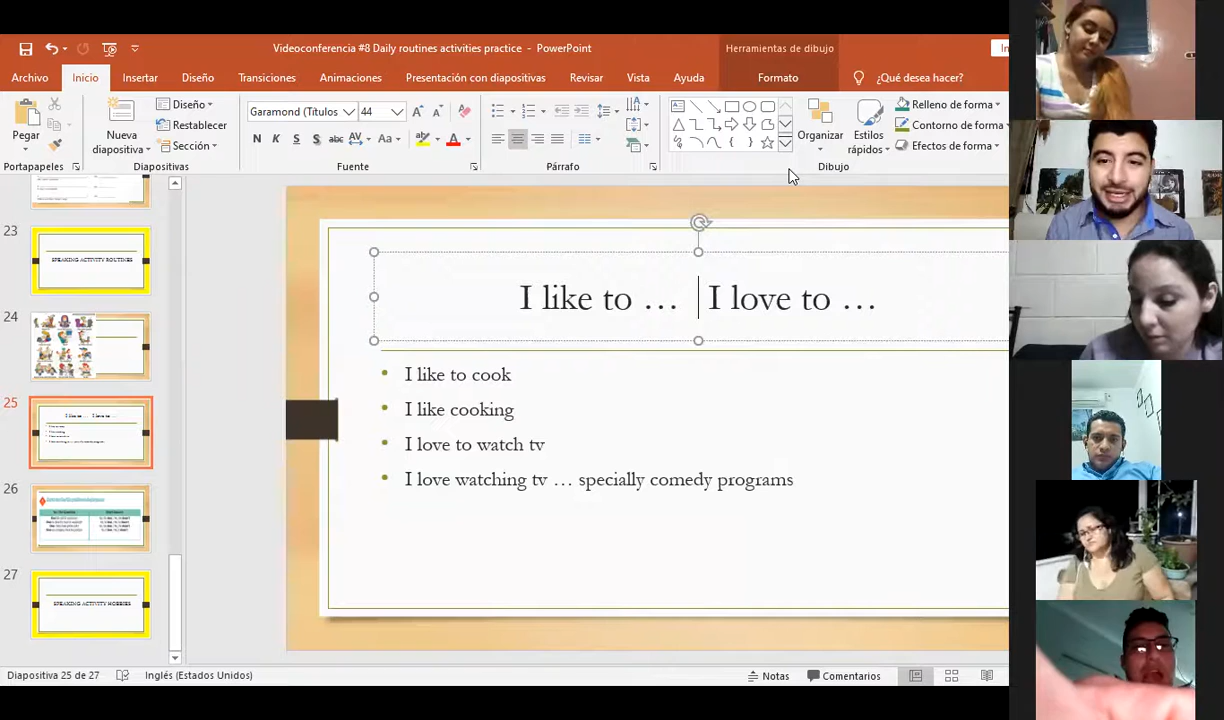 Videoconferencia #8 Daily routines activities practice - PowerPoint
Herramientas de dibujo
Archivo Inicio Insertar Diseño Transiciones Animaciones Presentación con diapositivas Revisar Vista Ayuda Formato ¿Qué desea hacer?
Pegar
Nueva diapositiva
Diseño
Restablecer
Sección
Garamond (Títulos 44
N K S S abc AV Aa A
Organizar
Estilos rápidos
Relleno de forma
Contorno de forma
Efectos de forma
Portapapeles Diapositivas Fuente Párrafo Dibujo
23
SPEAKING ACTIVITY ROUTINES
24
25
I like to … I love to …
26
27
SPEAKING ACTIVITY HOBBIES
I like to … I love to …
• I like to cook
• I like cooking
• I love to watch tv
• I love watching tv … specially comedy programs
Diapositiva 25 de 27 Inglés (Estados Unidos) Notas Comentarios